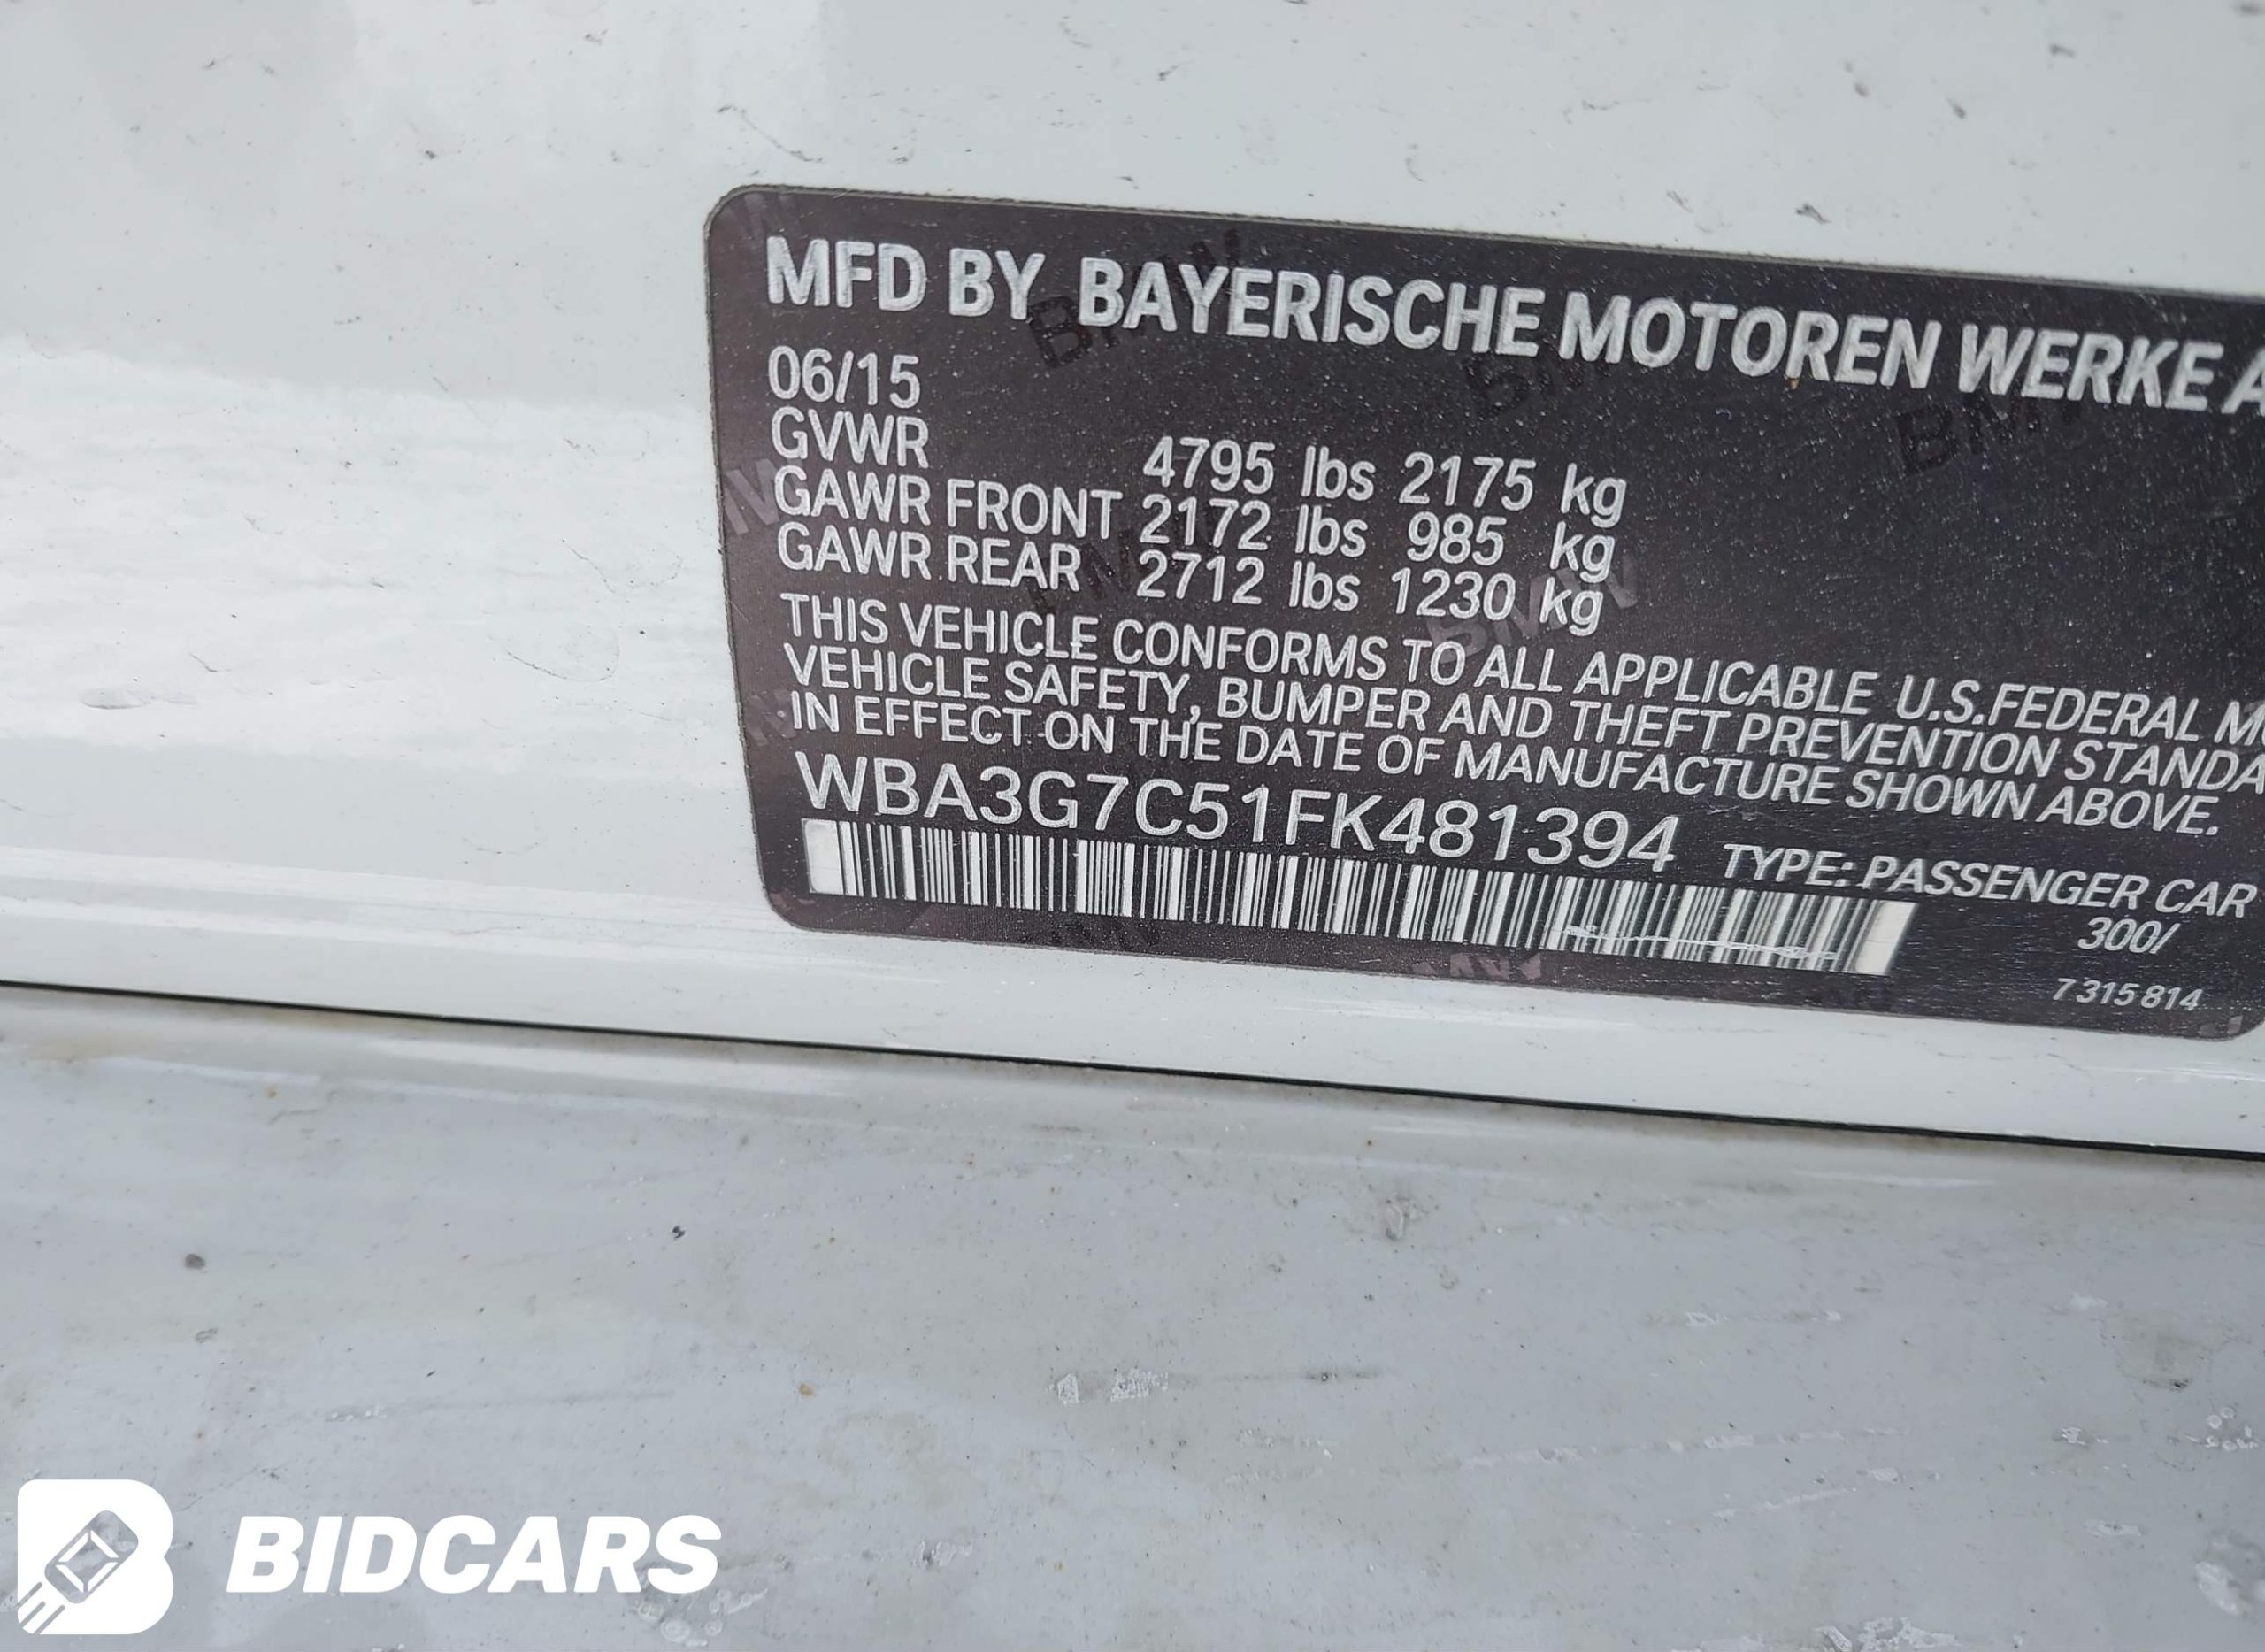 MFD BY BAYERISCHE MOTOREN WERKE A
06/15
GVWR 4795 lbs 2175 kg
GAWR FRONT 2172 lbs 985 kg
GAWR REAR 2712 lbs 1230 kg
THIS VEHICLE CONFORMS TO ALL APPLICABLE U.S.FEDERAL
VEHICLE SAFETY, BUMPER AND THEFT PREVENTION
IN EFFECT ON THE DATE OF MANUFACTURE SHOWN ABOVE.
WBA3G7C51FK481394 TYPE: PASSENGER CAR
300/
7 315 814
BIDCARS